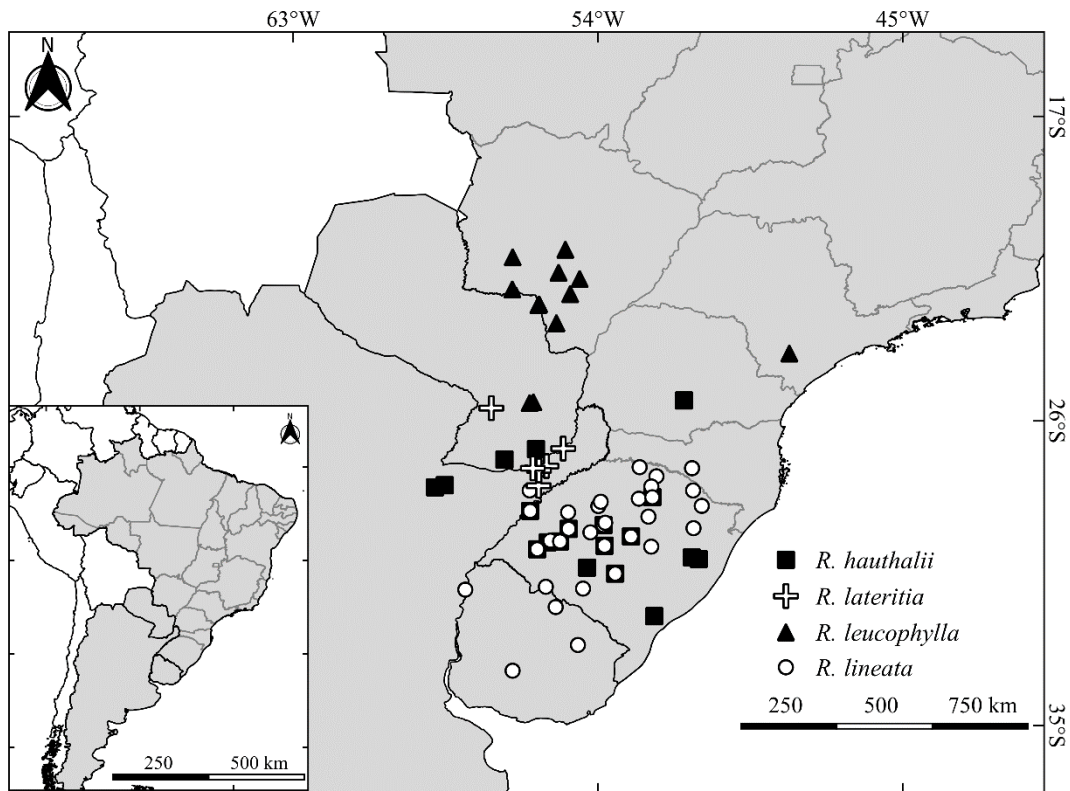 63°W 54°W 45°W
N
17°S
26°S
N
R. hauthalii
R. lateritia
R. leucophylla
R. lineata
250 500 750 km
35°S
250 500 km